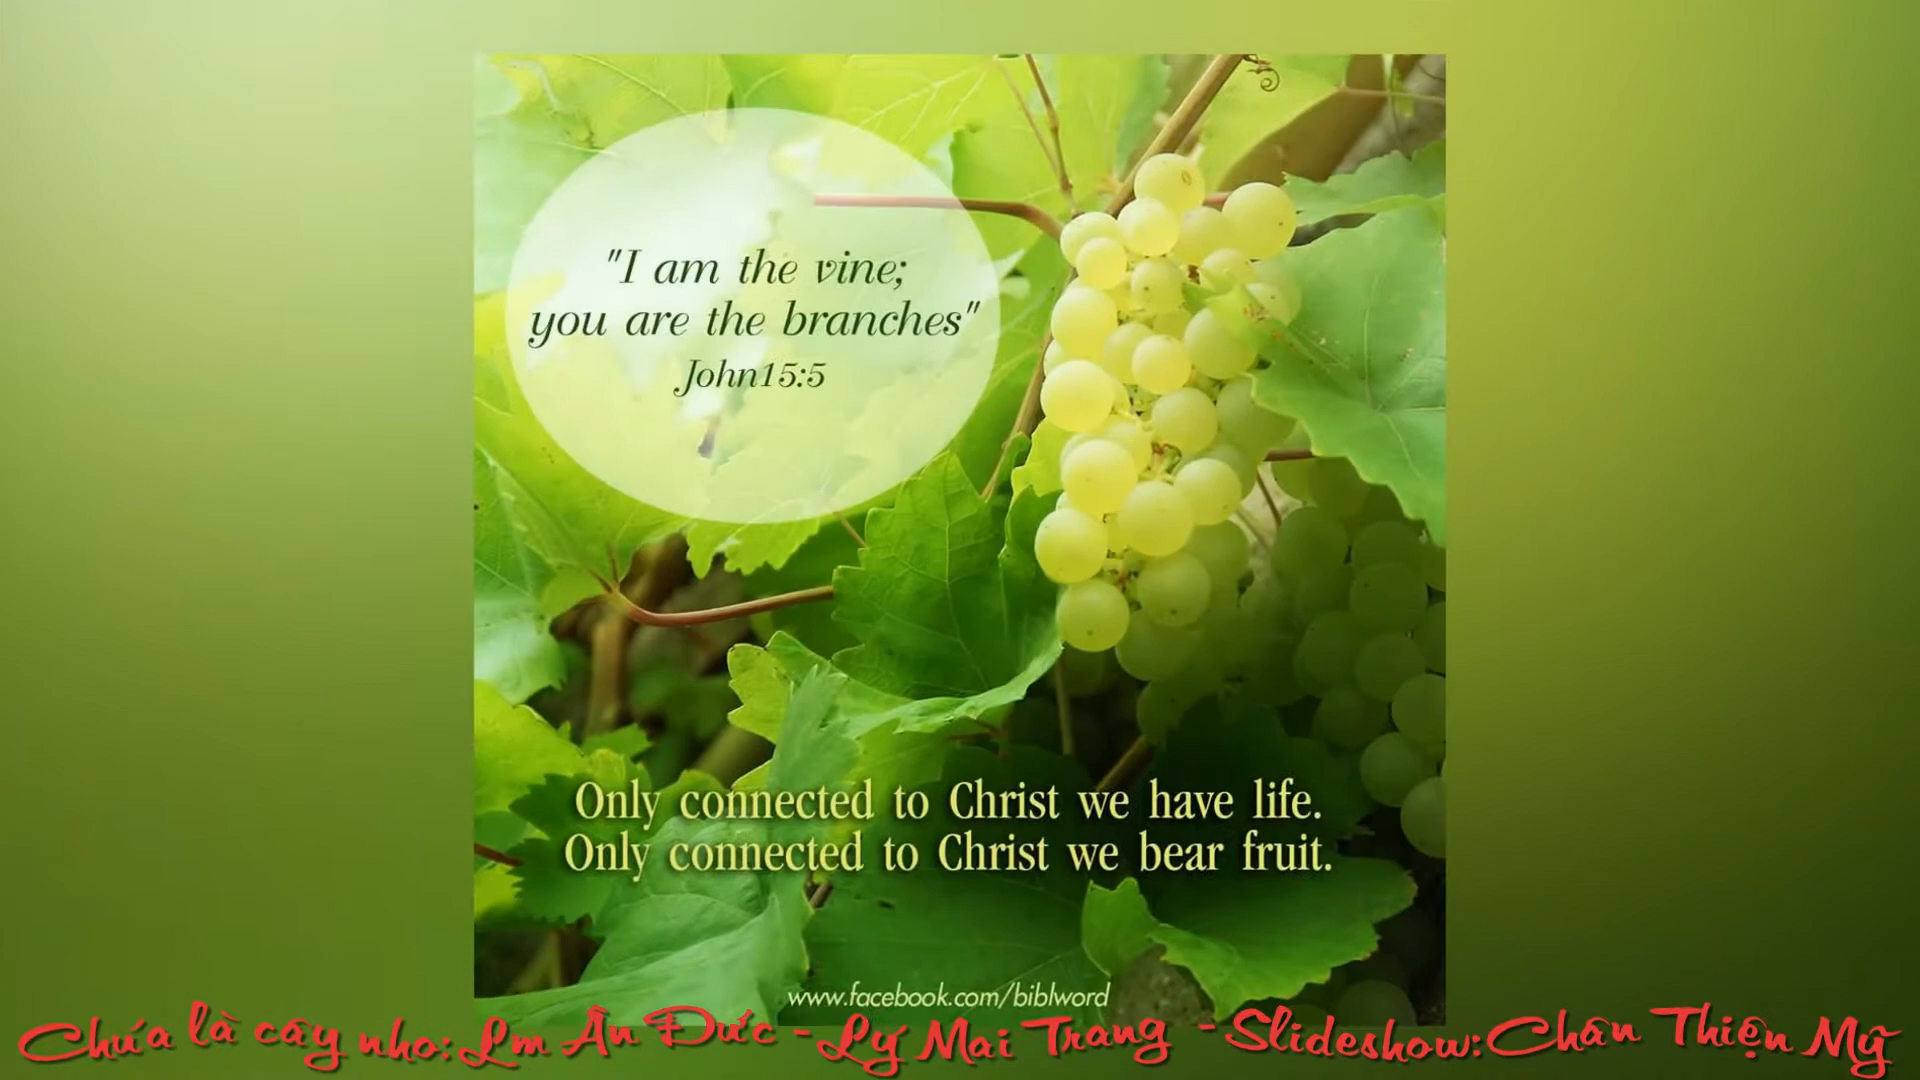 "I am the vine;
you are the branches"
John15:5
Only connected to Christ we have life.
Only connected to Christ we bear fruit.
www.facebook.com/biblword
Chúa là cây nho: Lm Ân Đức - Lý Mai Trang - Slideshow: Chân Thiện Mỹ